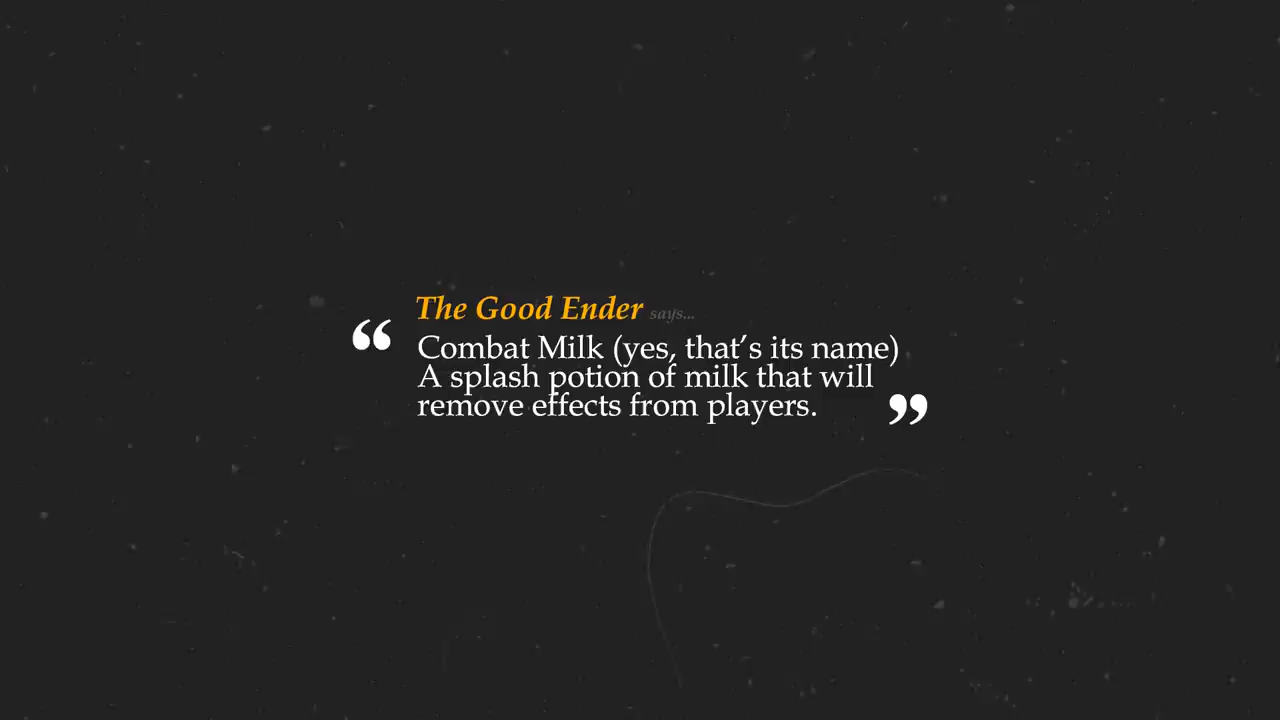 The Good Ender says...
“Combat Milk (yes, that’s its name)
A splash potion of milk that will
remove effects from players.”